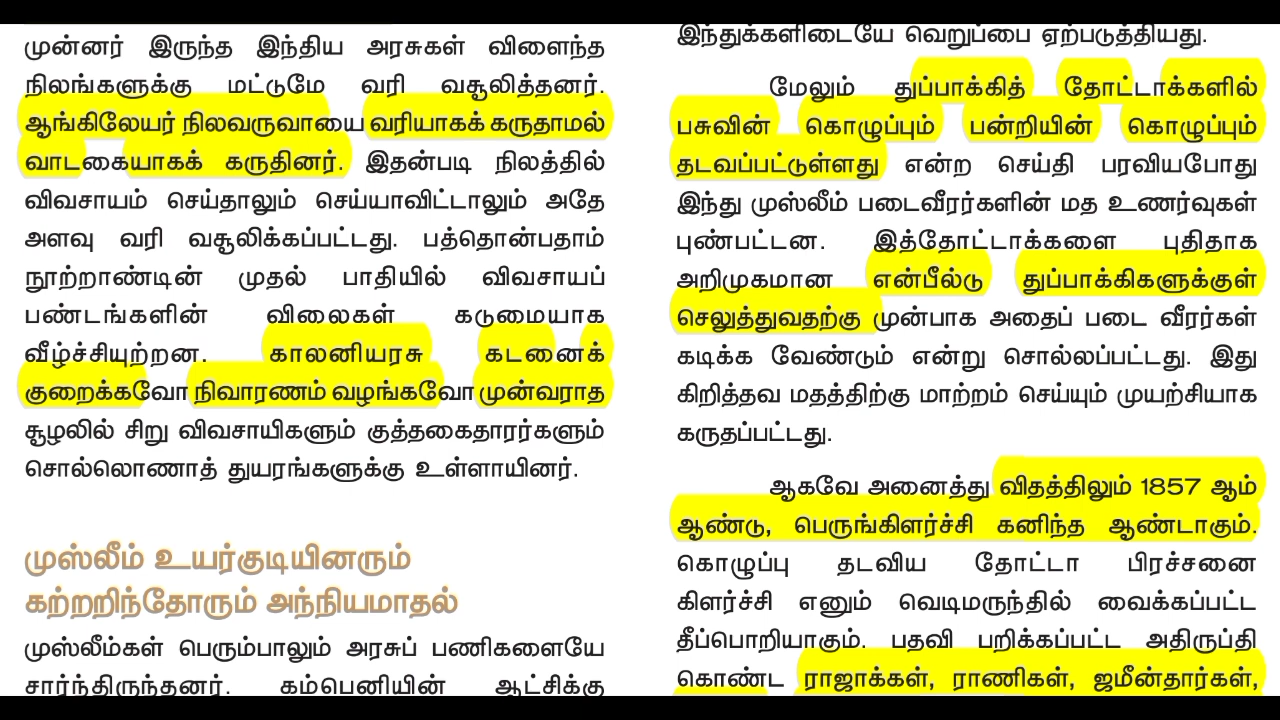 முன்னர் இருந்த இந்திய அரசுகள் விளைந்த
நிலங்களுக்கு மட்டுமே வரி வசூலித்தனர்.
ஆங்கிலேயர் நிலவருவாயை வரியாகக் கருதாமல்
வாடகையாகக் கருதினர். இதன்படி நிலத்தில்
விவசாயம் செய்தாலும் செய்யாவிட்டாலும் அதே
அளவு வரி வசூலிக்கப்பட்டது. பத்தொன்பதாம்
நூற்றாண்டின் முதல் பாதியில் விவசாயப்
பண்டங்களின் விலைகள் கடுமையாக
வீழ்ச்சியுற்றன. காலனியரசு கடனைக்
குறைக்கவோ நிவாரணம் வழங்கவோ முன்வராத
சூழலில் சிறு விவசாயிகளும் குத்தகைதாரர்களும்
சொல்லொணாத் துயரங்களுக்கு உள்ளாயினர்.
முஸ்லீம் உயர்குடியினரும்
கற்றறிந்தோரும் அந்நியமாதல்
முஸ்லீம்கள் பெரும்பாலும் அரசுப் பணிகளையே
சார்ந்திருந்தனர். கம்பெனியின் ஆட்சிக்கு
இந்துக்களிடையே வெறுப்பை ஏற்படுத்தியது.
மேலும் துப்பாக்கித் தோட்டாக்களில்
பசுவின் கொழுப்பும் பன்றியின் கொழுப்பும்
தடவப்பட்டுள்ளது என்ற செய்தி பரவியபோது
இந்து முஸ்லீம் படைவீரர்களின் மத உணர்வுகள்
புண்பட்டன. இத்தோட்டாக்களை புதிதாக
அறிமுகமான என்பீல்டு துப்பாக்கிகளுக்குள்
செலுத்துவதற்கு முன்பாக அதைப் படை வீரர்கள்
கடிக்க வேண்டும் என்று சொல்லப்பட்டது. இது
கிறித்தவ மதத்திற்கு மாற்றம் செய்யும் முயற்சியாக
கருதப்பட்டது.
ஆகவே அனைத்து விதத்திலும் 1857 ஆம்
ஆண்டு, பெருங்கிளர்ச்சி கனிந்த ஆண்டாகும்.
கொழுப்பு தடவிய தோட்டா பிரச்சனை
கிளர்ச்சி எனும் வெடிமருந்தில் வைக்கப்பட்ட
தீப்பொறியாகும். பதவி பறிக்கப்பட்ட அதிருப்தி
கொண்ட ராஜாக்கள், ராணிகள், ஜமீன்தார்கள்,